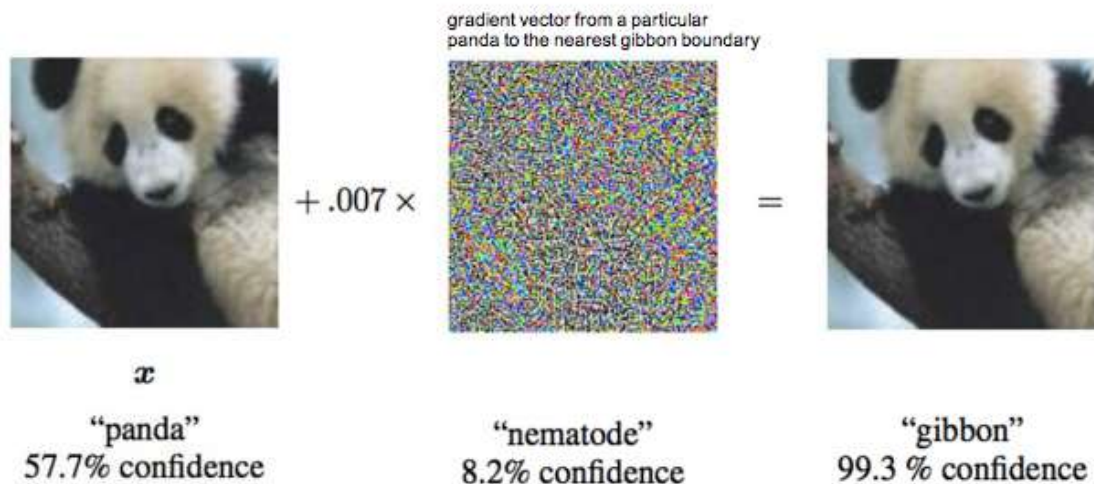 gradient vector from a particular
panda to the nearest gibbon boundary
+ .007 ×
=
x
“panda”
57.7% confidence
“nematode”
8.2% confidence
“gibbon”
99.3 % confidence